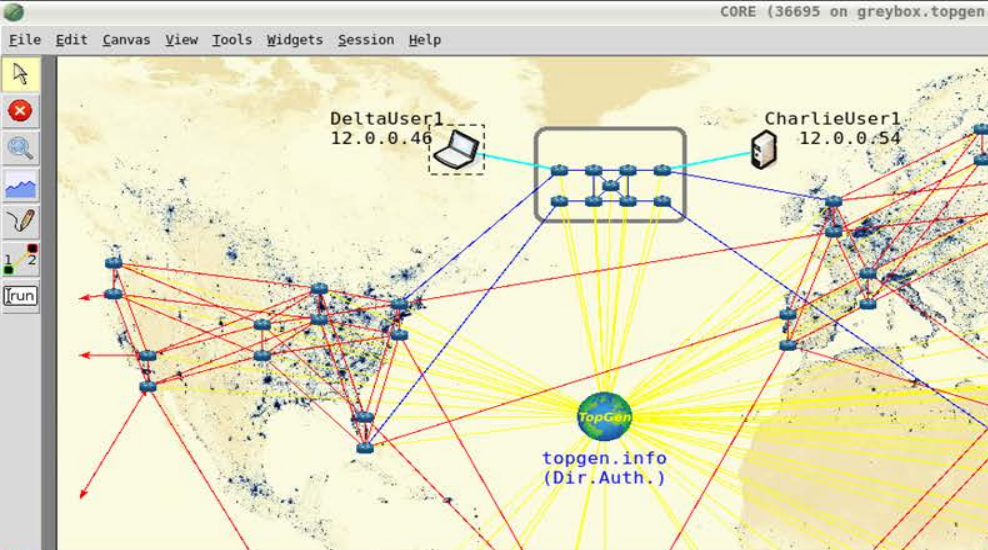 CORE (36695 on greybox.topgen
File Edit Canvas View Tools Widgets Session Help
DeltaUser1
12.0.0.46
CharlieUser1
12.0.0.54
1 2
run
TopGen
topgen.info
(Dir.Auth.)